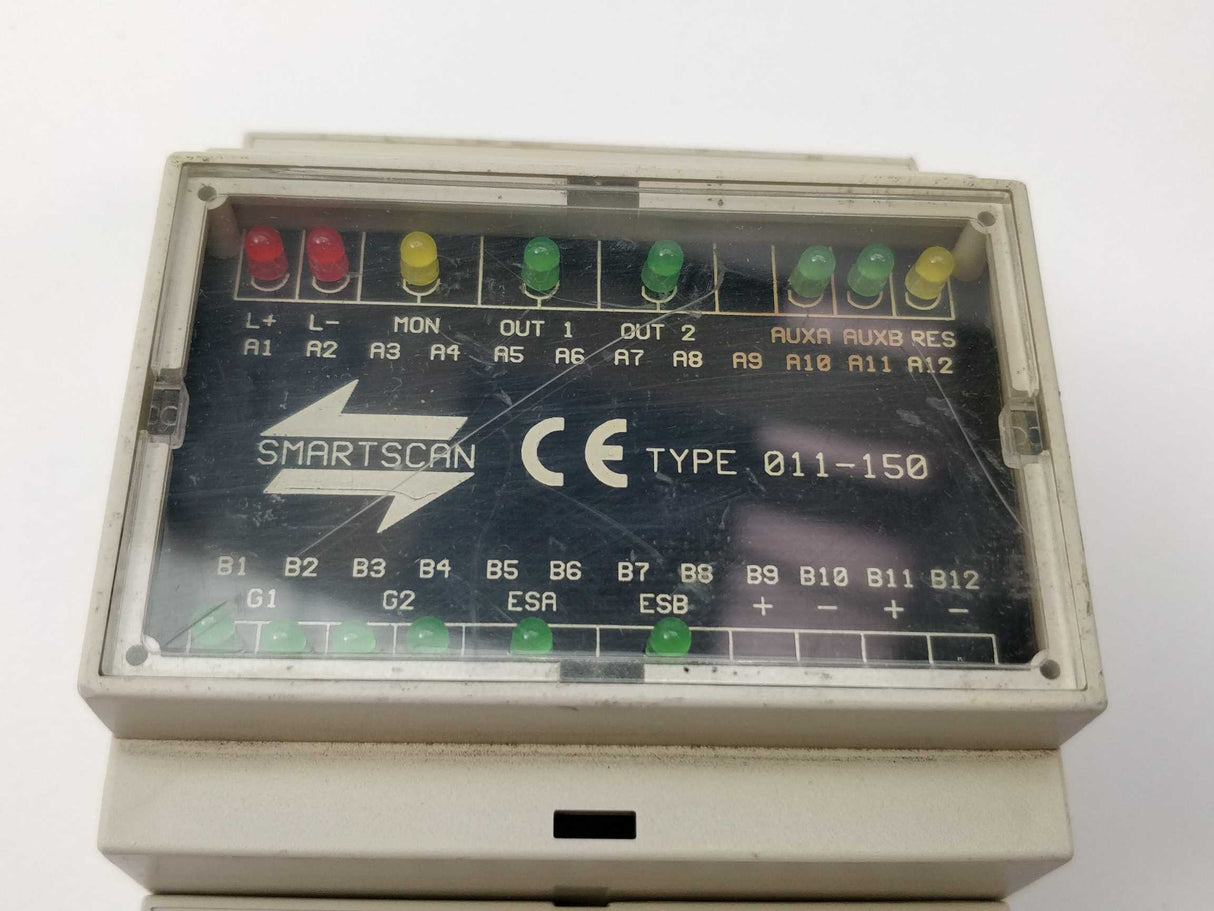 L+ L- MON OUT 1 OUT 2 AUXA AUXB RES
A1 A2 A3 A4 A5 A6 A7 A8 A9 A10 A11 A12
SMARTSCAN CE TYPE 011-150
B1 B2 B3 B4 B5 B6 B7 B8 B9 B10 B11 B12
G1 G2 ESA ESB + - + -